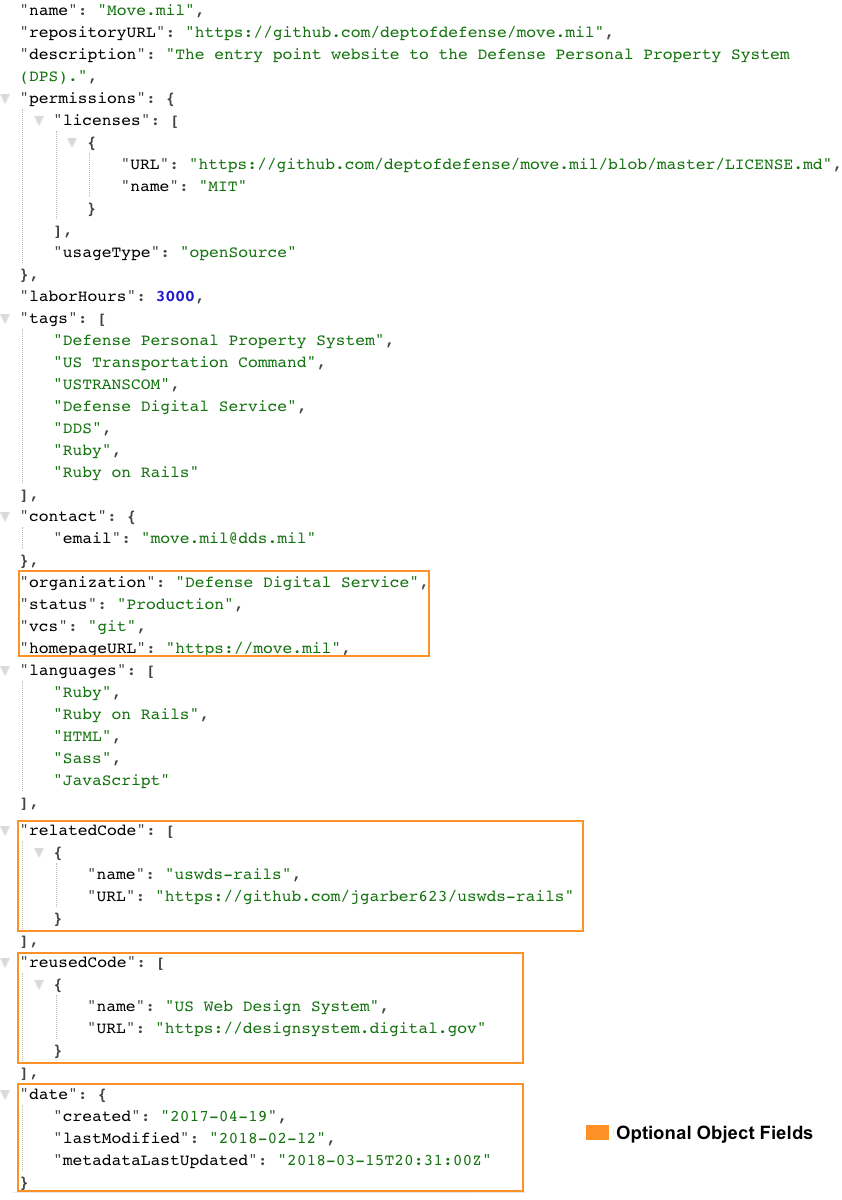 "name": "Move.mil",
"repositoryURL": "https://github.com/deptofdefense/move.mil",
"description": "The entry point website to the Defense Personal Property System
(DPS).",
"permissions": {
"licenses": [
{
"URL": "https://github.com/deptofdefense/move.mil/blob/master/LICENSE.md",
"name": "MIT"
}
],
"usageType": "openSource"
},
"laborHours": 3000,
"tags": [
"Defense Personal Property System",
"US Transportation Command",
"USTRANSCOM",
"Defense Digital Service",
"DDS",
"Ruby",
"Ruby on Rails"
],
"contact": {
"email": "move.mil@dds.mil"
},
"organization": "Defense Digital Service",
"status": "Production",
"vcs": "git",
"homepageURL": "https://move.mil",
"languages": [
"Ruby",
"Ruby on Rails",
"HTML",
"Sass",
"JavaScript"
],
"relatedCode": [
{
"name": "uswds-rails",
"URL": "https://github.com/jgarber623/uswds-rails"
}
],
"reusedCode": [
{
"name": "US Web Design System",
"URL": "https://designsystem.digital.gov"
}
],
"date": {
"created": "2017-04-19",
"lastModified": "2018-02-12",
"metadataLastUpdated": "2018-03-15T20:31:00Z"
}
Optional Object Fields